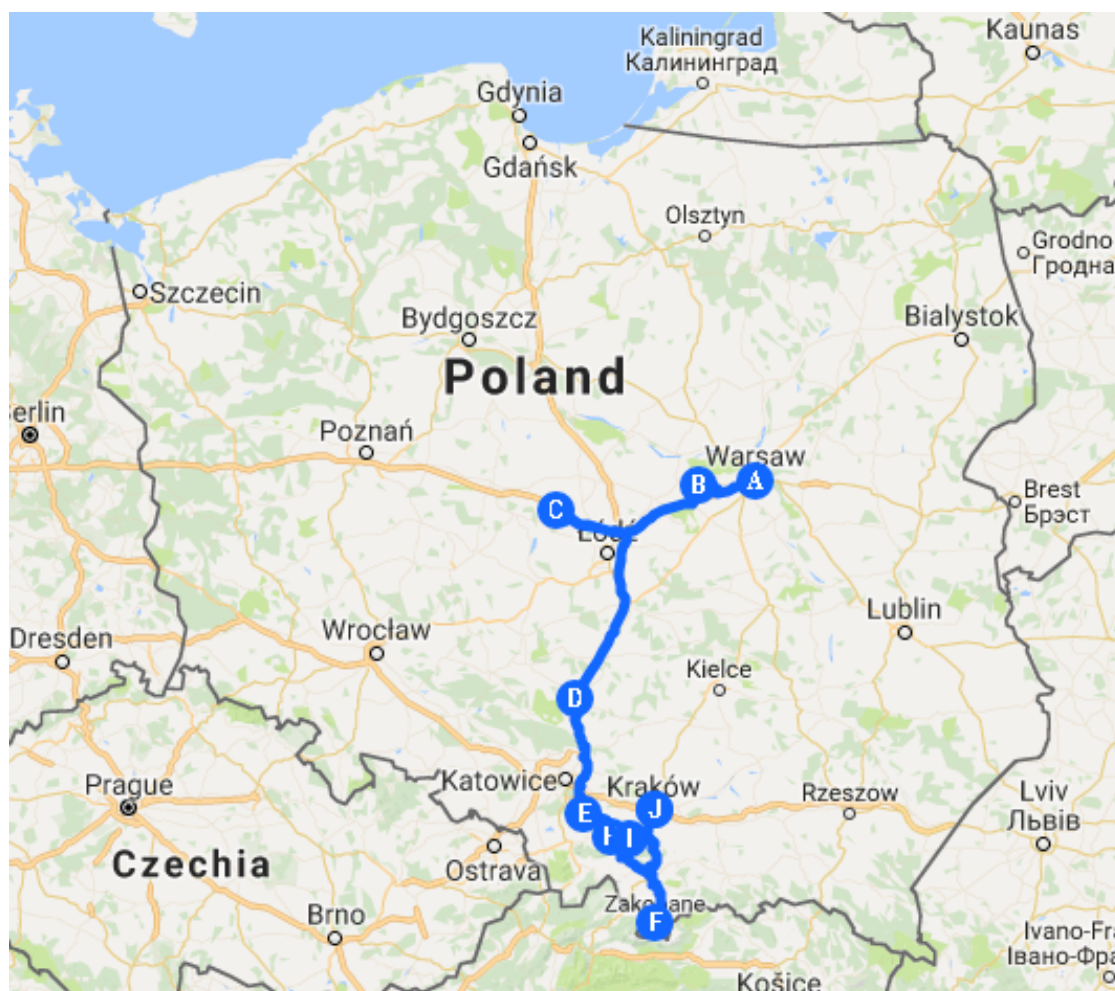 Kaunas
Kaliningrad
Калининград
Gdynia
Gdańsk
Olsztyn
Grodno
Гродна
Szczecin
Bydgoszcz
Bialystok
Poland
Berlin
Poznań
Warsaw
B
A
C
Brest
Брэст
Łódź
Lublin
Dresden
Wrocław
Kielce
D
Katowice
Kraków
Prague
Rzeszow
Lviv
Львів
E
J
H
I
Czechia
Ostrava
Zakopane
F
Brno
Ivano-Fra
Івано-Фра
Košice